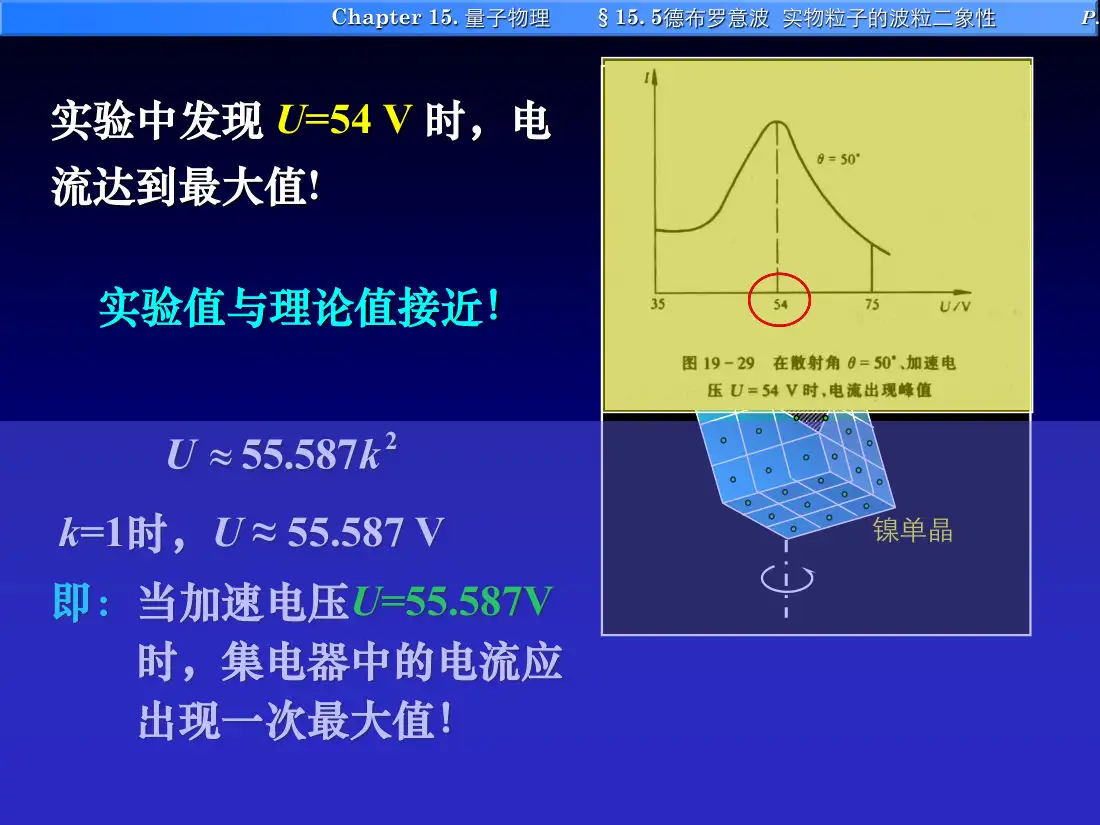 Chapter 15. 量子物理 §15.5德布罗意波 实物粒子的波粒二象性 P.
实验中发现 U=54 V 时，电
流达到最大值!
实验值与理论值接近!
U ≈ 55.587k²
k=1时，U ≈ 55.587 V
即：当加速电压U=55.587V
时，集电器中的电流应
出现一次最大值!
I
θ = 50°
35 54 75 U/V
图 19-29 在散射角 θ = 50°、加速电
压 U = 54 V 时,电流出现峰值
镍单晶